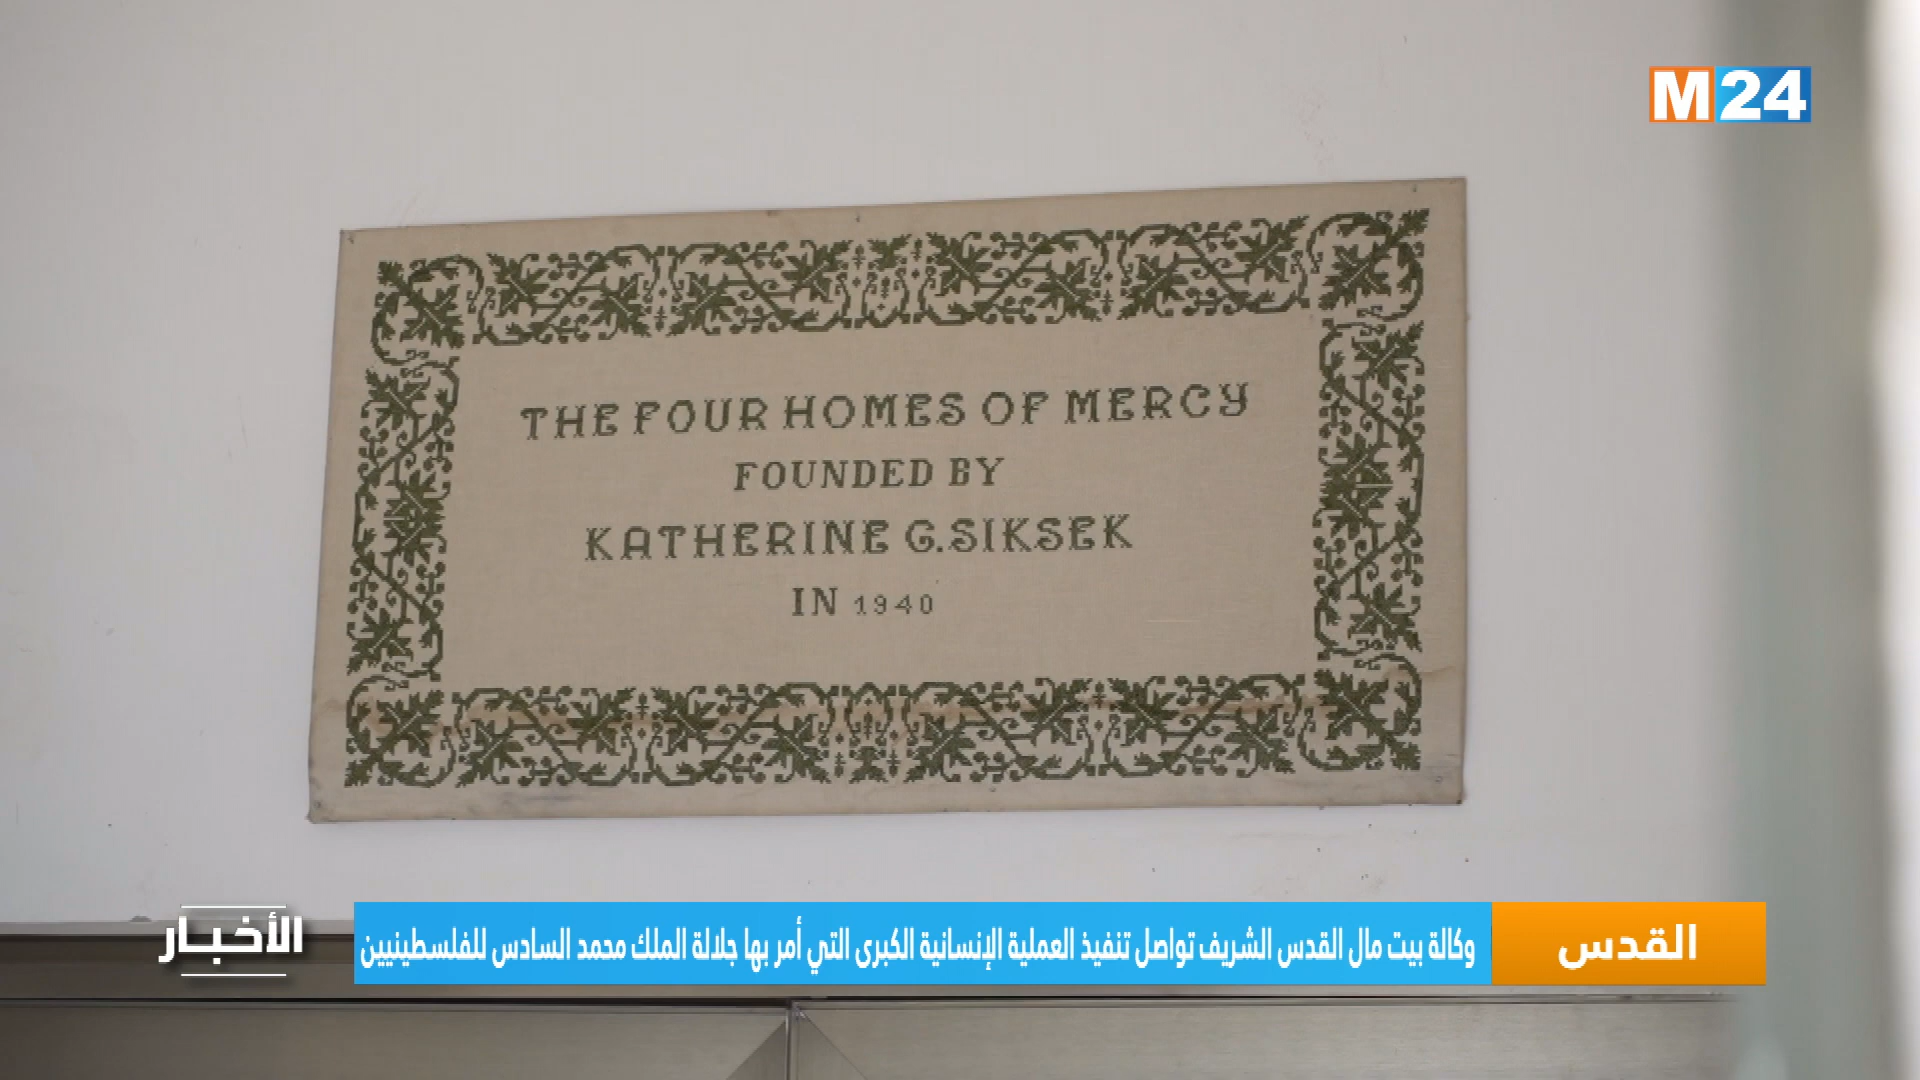 M24
THE FOUR HOMES OF MERCY
FOUNDED BY
KATHERINE G.SIKSEK
IN 1940
القدس
وكالة بيت مال القدس الشريف تواصل تنفيذ العملية الإنسانية الكبرى التي أمر بها جلالة الملك محمد السادس للفلسطينيين
الأخبار